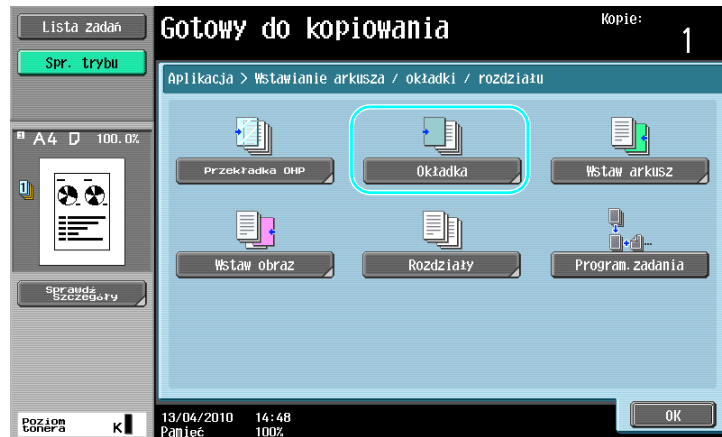 Lista zadań
Gotowy do kopiowania
Kopie:
1
Spr. trybu
Aplikacja > Wstawianie arkusza / okładki / rozdziału
A4 100.0%
1
Przekładka OHP
Okładka
Wstaw arkusz
Wstaw obraz
Rozdziały
Program.zadania
Sprawdź
Szczegóły
Poziom
tonera K
13/04/2010 14:48
Pamięć 100%
OK